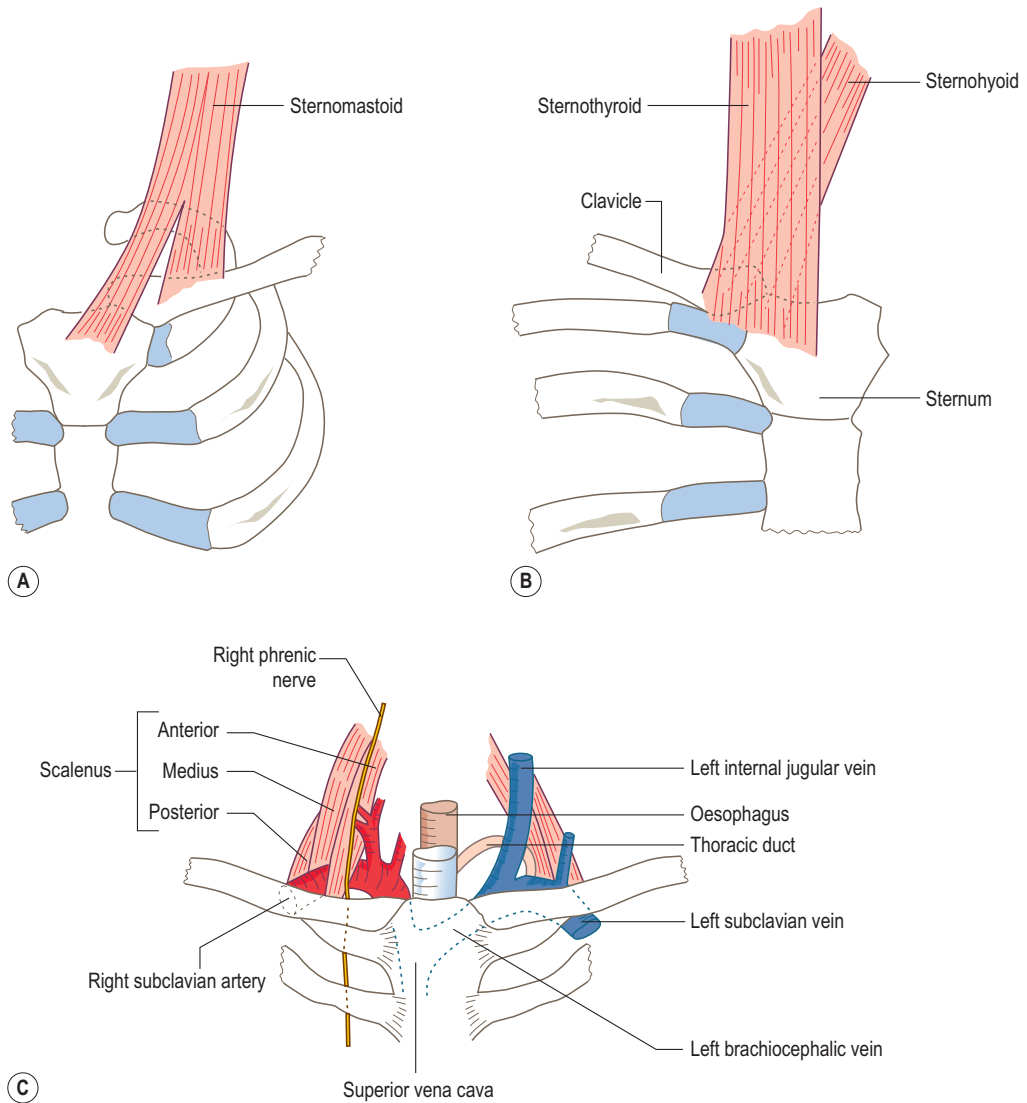 Sternomastoid
A
Sternothyroid
Sternohyoid
Clavicle
Sternum
B
Right phrenic
nerve
Scalenus
Anterior
Medius
Posterior
Right subclavian artery
Left internal jugular vein
Oesophagus
Thoracic duct
Left subclavian vein
Left brachiocephalic vein
Superior vena cava
C